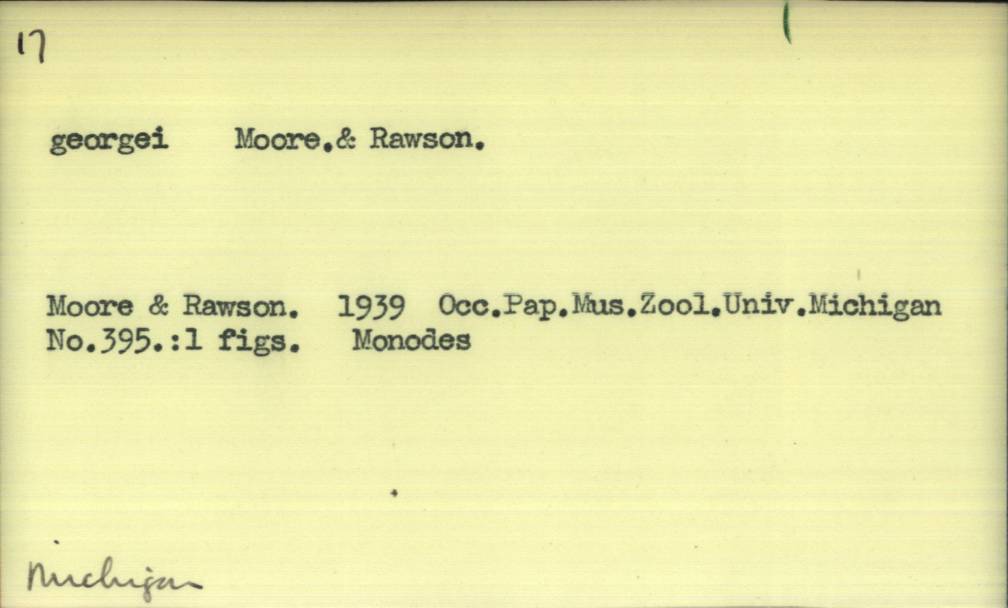 17
georgei Moore.& Rawson.
Moore & Rawson. 1939 Occ.Pap.Mus.Zool.Univ.Michigan
No.395.:1 figs. Monodes
Michigan